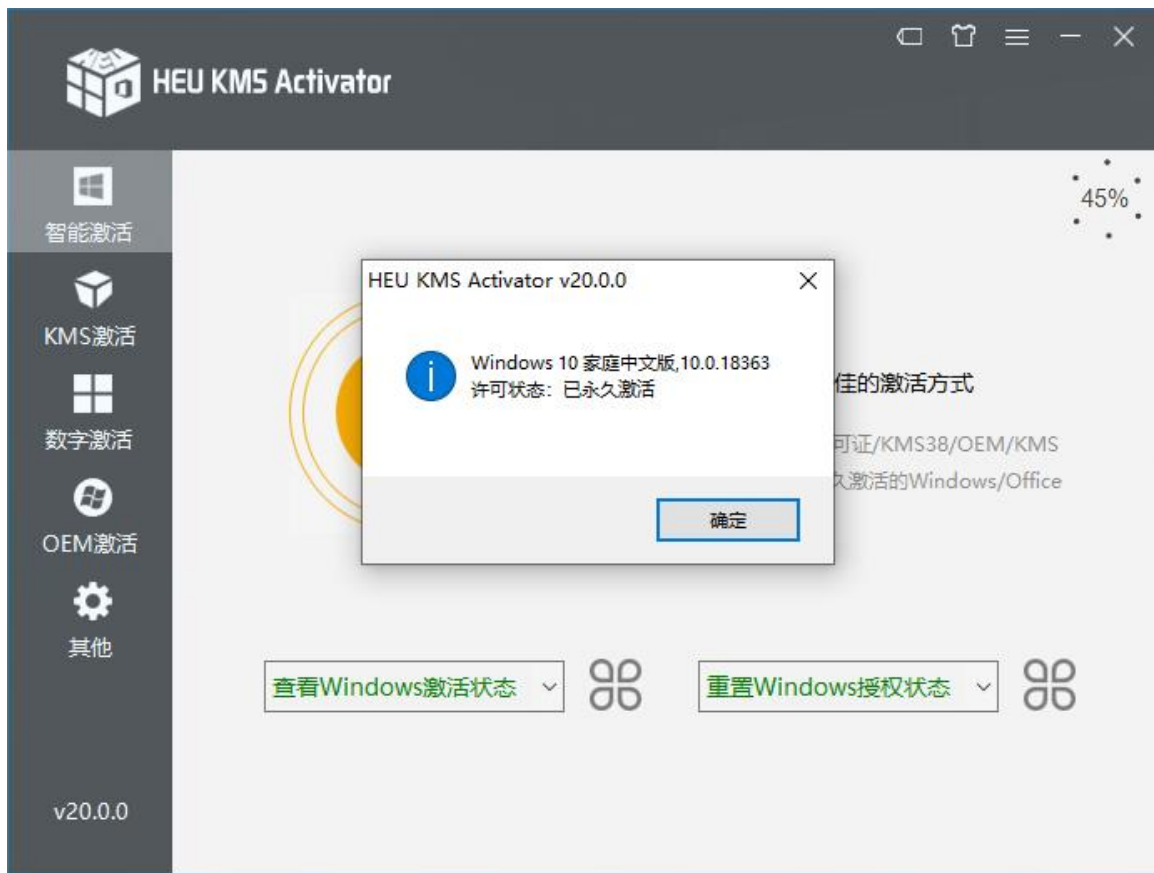 HEU KMS Activator
智能激活
45%
KMS激活
数字激活
OEM激活
其他
v20.0.0
HEU KMS Activator v20.0.0
Windows 10 家庭中文版,10.0.18363
许可状态：已永久激活
确定
佳的激活方式
可证/KMS38/OEM/KMS
久激活的Windows/Office
查看Windows激活状态
重置Windows授权状态